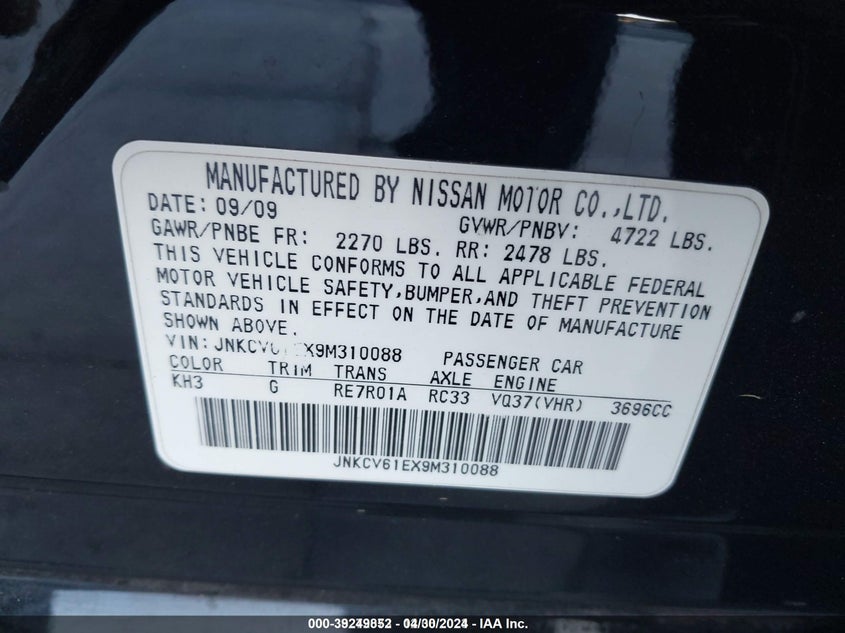 MANUFACTURED BY NISSAN MOTOR CO.,LTD.
DATE: 09/09 GVWR/PNBV: 4722 LBS.
GAWR/PNBE FR: 2270 LBS. RR: 2478 LBS.
THIS VEHICLE CONFORMS TO ALL APPLICABLE FEDERAL
MOTOR VEHICLE SAFETY,BUMPER,AND THEFT PREVENTION
STANDARDS IN EFFECT ON THE DATE OF MANUFACTURE
SHOWN ABOVE.
VIN: PASSENGER CAR
COLOR TRIM TRANS AXLE ENGINE
KH3 G RE7R01A RC33 VQ37(VHR) 3696CC
JNKCV61EX9M310088
/2024 / IAA Inc.